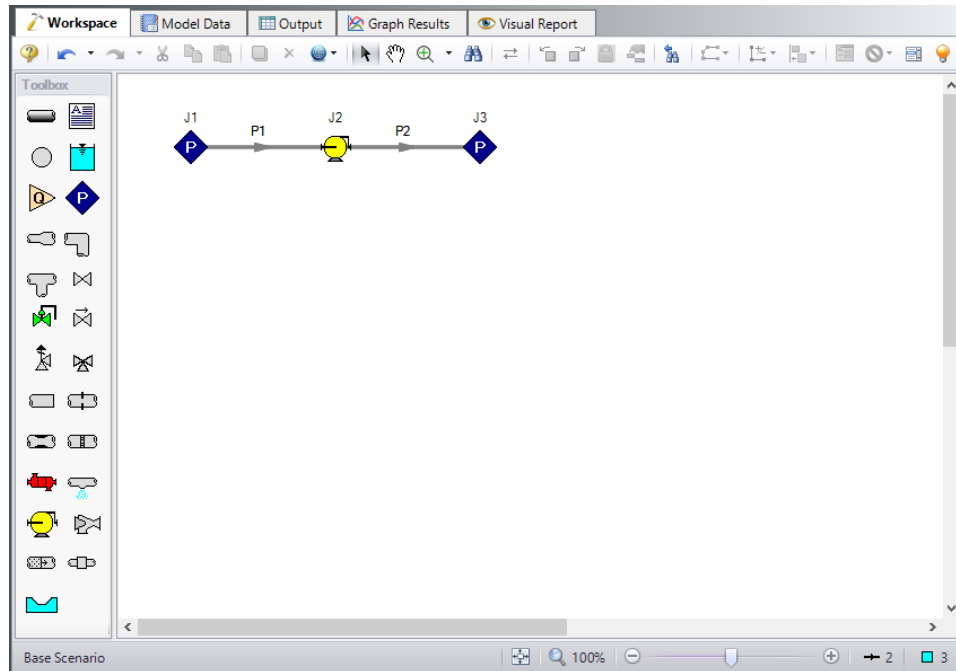 Workspace Model Data Output Graph Results Visual Report
Toolbox
A
Q P
J1 J2 J3
P1 P2
P P
Base Scenario 100% 2 3